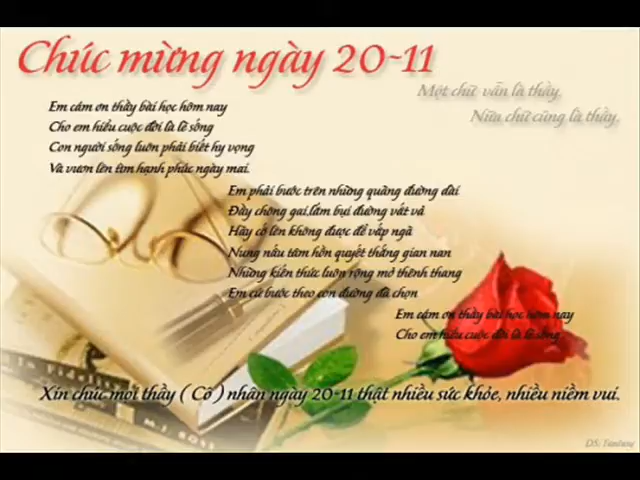 Chúc mừng ngày 20-11
Một chữ vẫn là thầy,
Nửa chữ cũng là thầy.
Em cám ơn thầy bài học hôm nay
Cho em hiểu cuộc đời là lẽ sống
Con người sống luôn phải biết hy vọng
Và vươn lên tìm hạnh phúc ngày mai.
Em phải bước trên những quãng đường dài
Đầy chông gai,lấm bụi đường vất vả
Hãy cố lên không được để vấp ngã
Nung nấu tâm hồn quyết thắng gian nan
Những kiến thức luôn rộng mở thênh thang
Em cứ bước theo con đường đã chọn
Em cám ơn thầy bài học hôm nay
Cho em hiểu cuộc đời là lẽ sống
Xin chúc mọi thầy ( Cô ) nhân ngày 20-11 thật nhiều sức khỏe, nhiều niềm vui.